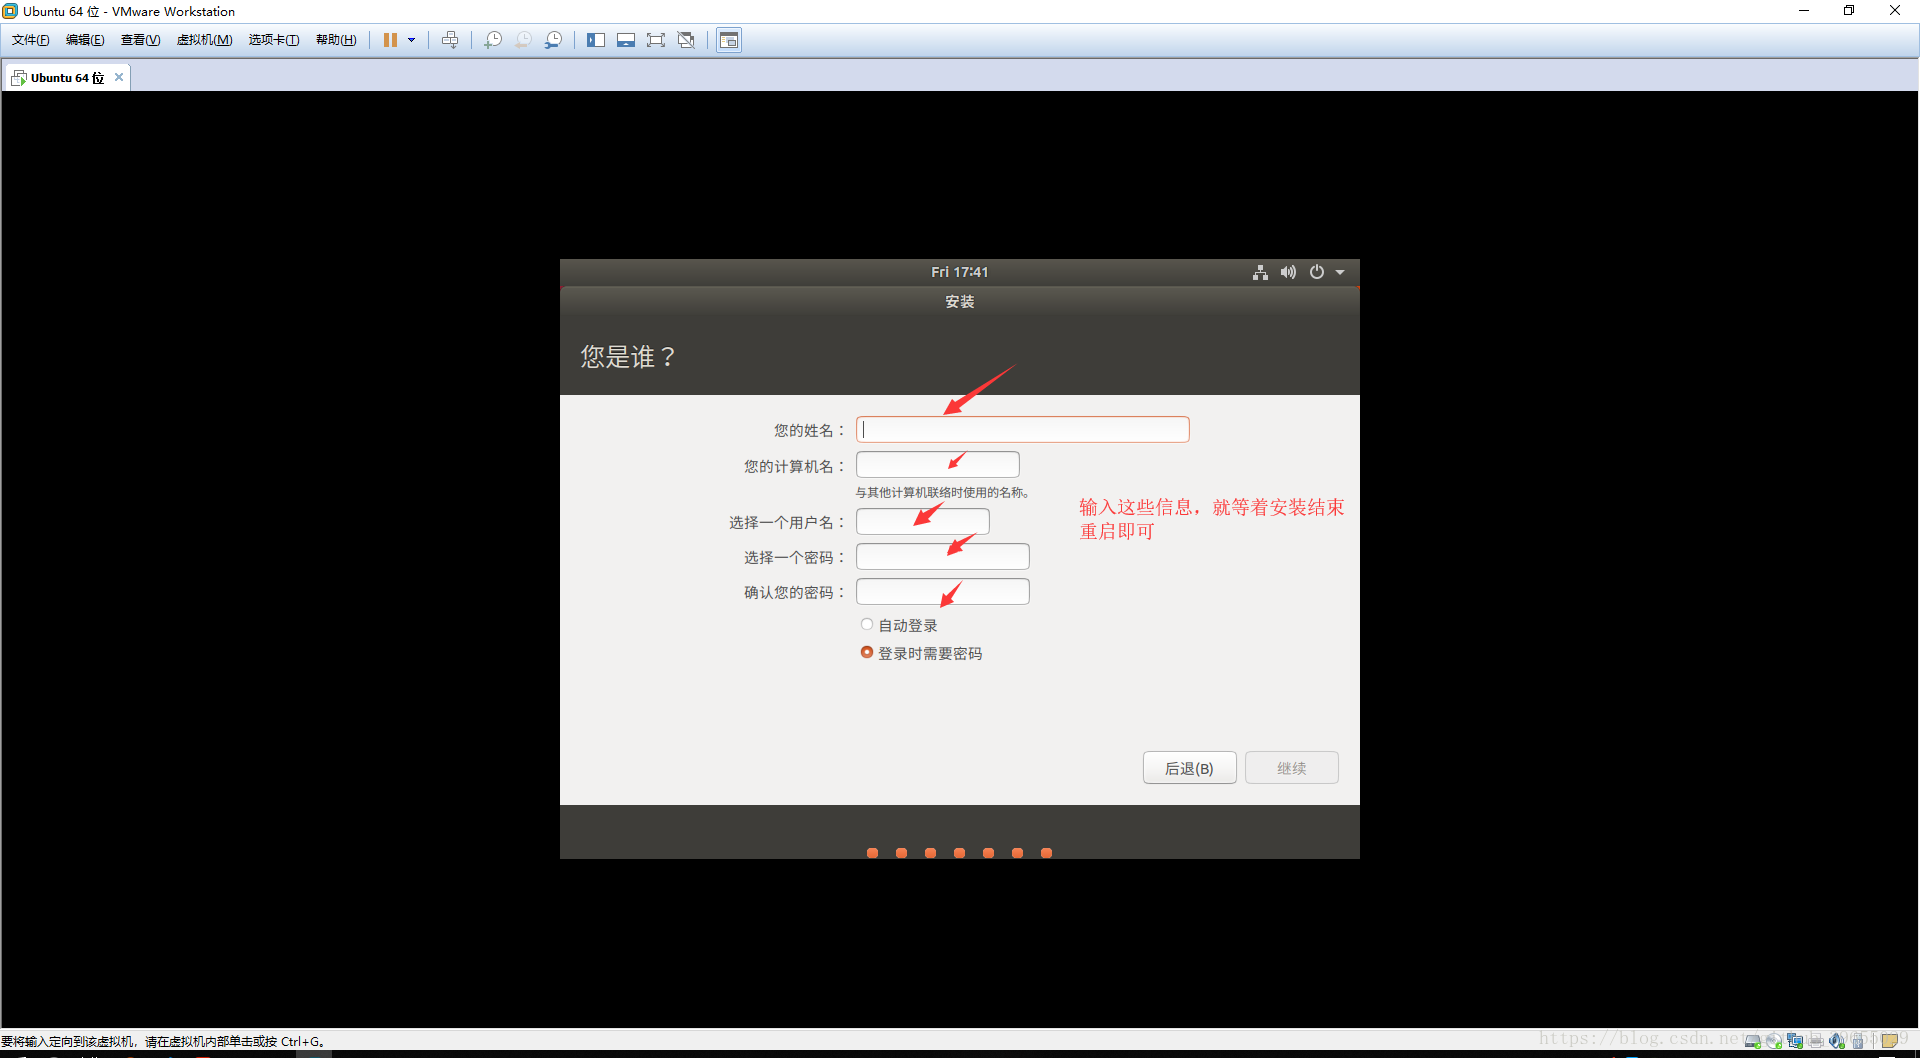 Ubuntu 64 位 - VMware Workstation
文件(F) 编辑(E) 查看(V) 虚拟机(M) 选项卡(T) 帮助(H)
Ubuntu 64 位
Fri 17:41
安装
您是谁？
您的姓名：
您的计算机名：
与其他计算机联络时使用的名称。
选择一个用户名：
选择一个密码：
确认您的密码：
自动登录
登录时需要密码
输入这些信息，就等着安装结束
重启即可
后退(B) 继续
要将输入定向到该虚拟机，请在虚拟机内部单击或按 Ctrl+G。